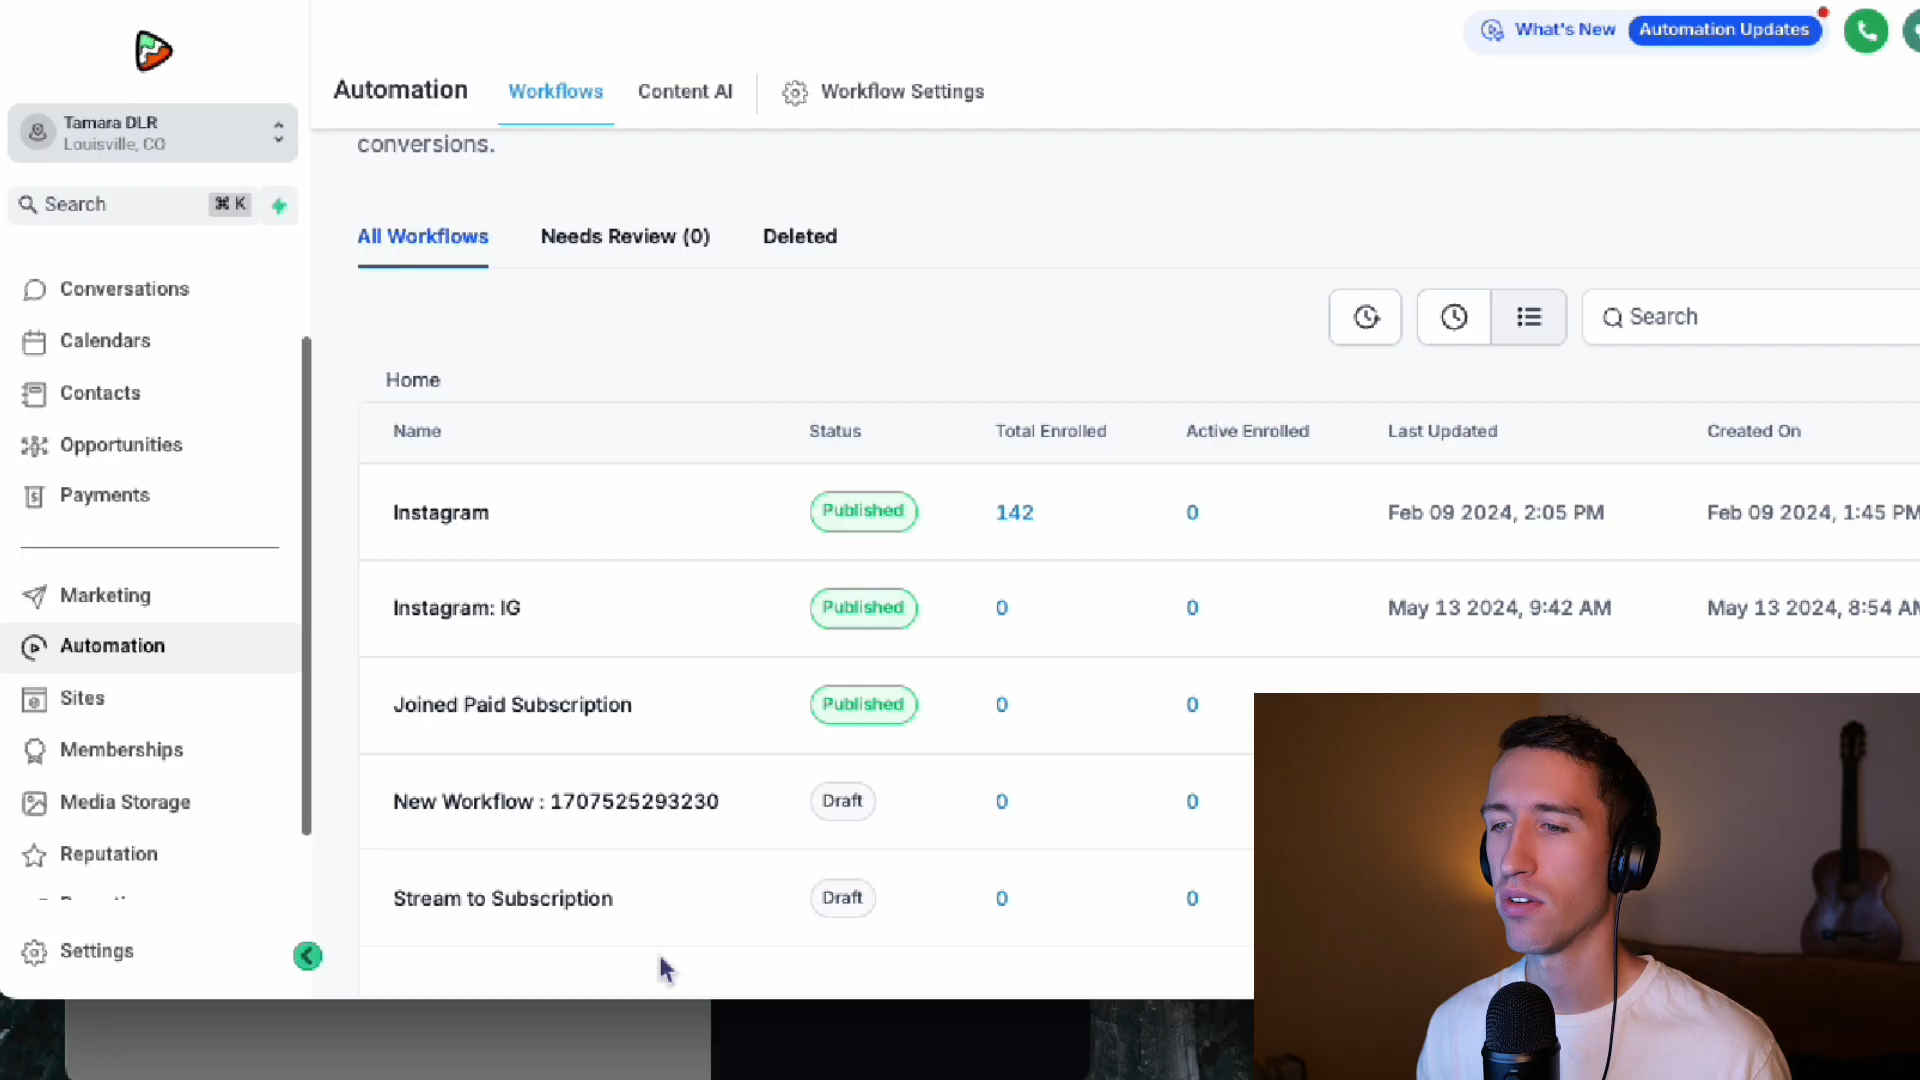 What's New
Automation Updates
Automation
Workflows
Content AI
Workflow Settings
Tamara DLR
Louisville, CO
Search
⌘ K
Conversations
Calendars
Contacts
Opportunities
Payments
Marketing
Automation
Sites
Memberships
Media Storage
Reputation
Settings
conversions.
All Workflows
Needs Review (0)
Deleted
Search
Home
Name Status Total Enrolled Active Enrolled Last Updated Created On
Instagram Published 142 0 Feb 09 2024, 2:05 PM Feb 09 2024, 1:45 PM
Instagram: IG Published 0 0 May 13 2024, 9:42 AM May 13 2024, 8:54 AM
Joined Paid Subscription Published 0 0
New Workflow : 1707525293230 Draft 0 0
Stream to Subscription Draft 0 0